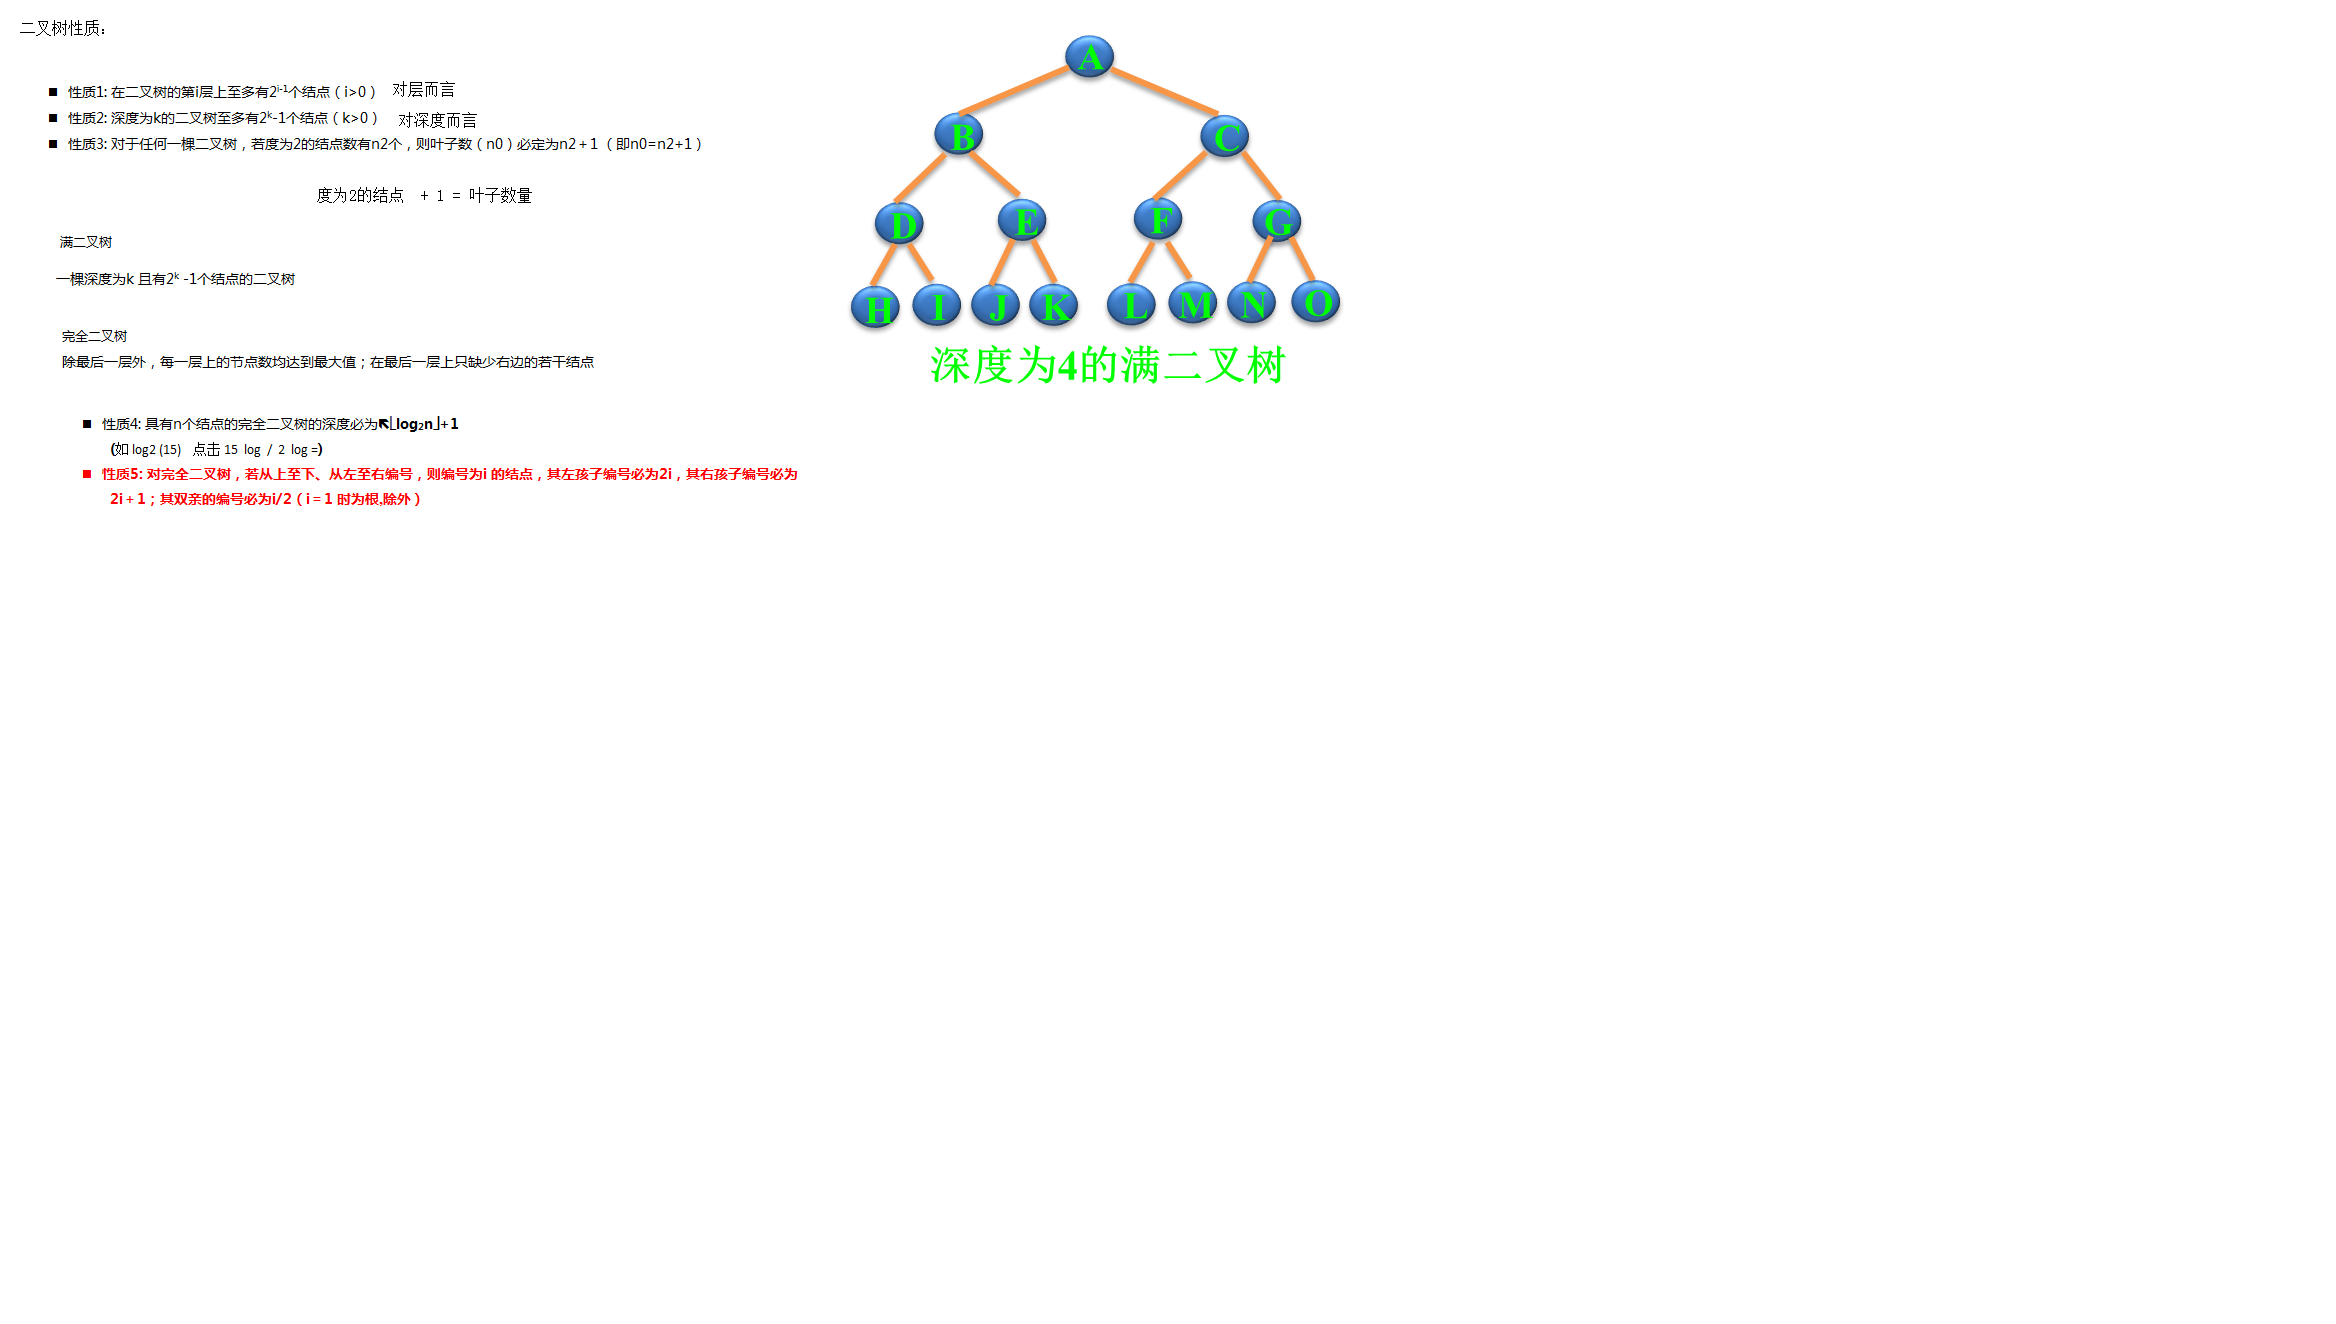 二叉树性质：
■ 性质1: 在二叉树的第i层上至多有2^i-1个结点（i>0） 对层而言
■ 性质2: 深度为k的二叉树至多有2^k-1个结点（k>0） 对深度而言
■ 性质3: 对于任何一棵二叉树，若度为2的结点数有n2个，则叶子数（n0）必定为n2＋1 （即n0=n2+1）
度为2的结点 + 1 = 叶子数量
满二叉树
一棵深度为k 且有2^k -1个结点的二叉树
完全二叉树
除最后一层外，每一层上的节点数均达到最大值；在最后一层上只缺少右边的若干结点
■ 性质4: 具有n个结点的完全二叉树的深度必为↖⌊log₂n⌋+1
(如 log2 (15) 点击 15 log / 2 log =)
■ 性质5: 对完全二叉树，若从上至下、从左至右编号，则编号为i 的结点，其左孩子编号必为2i，其右孩子编号必为
2i＋1；其双亲的编号必为i/2（i＝1 时为根,除外）
A
B C
D E F G
H I J K L M N O
深度为4的满二叉树